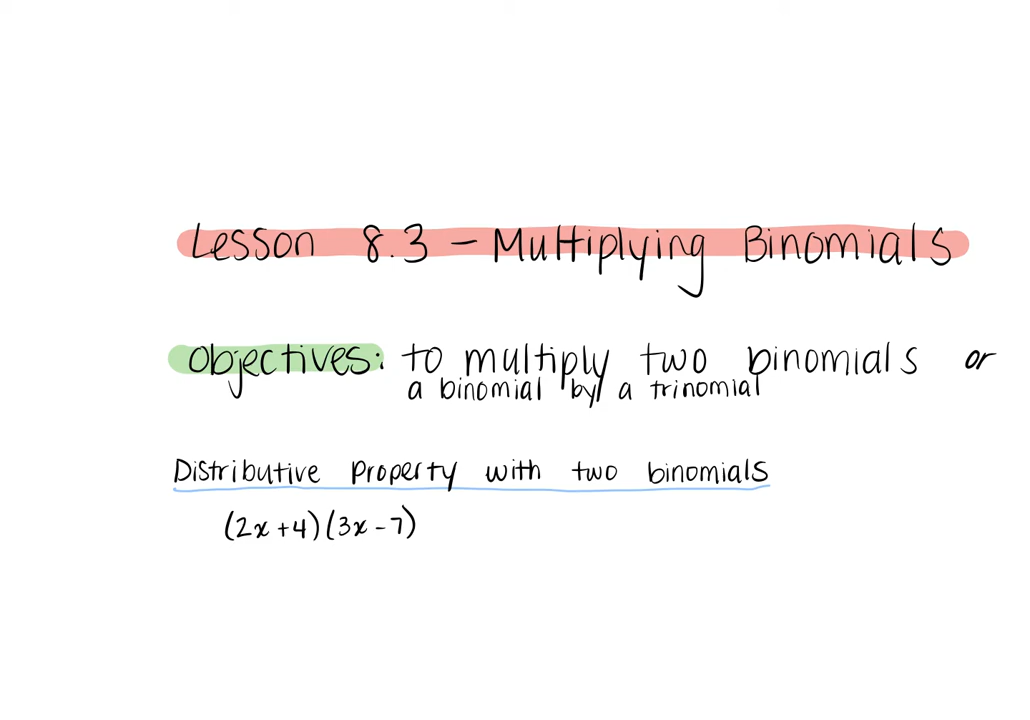 Lesson 8.3 - Multiplying Binomials
Objectives: to multiply two binomials or
a binomial by a trinomial
Distributive Property with two binomials
(2x+4)(3x-7)